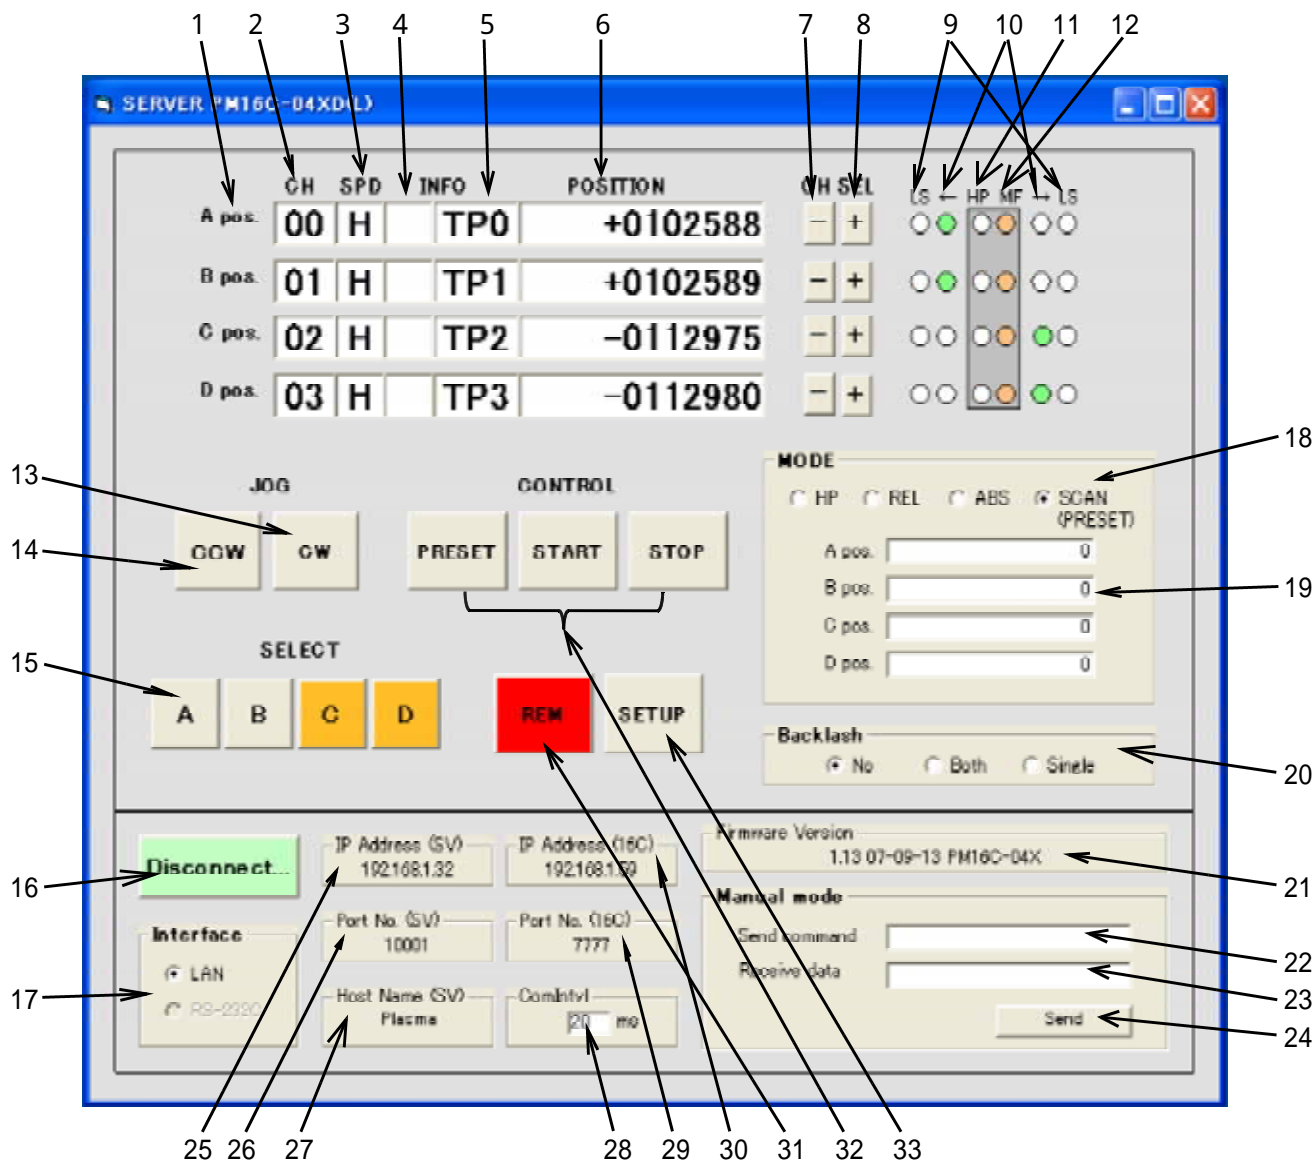 1 2 3 4 5 6 7 8 9 10 11 12
SERVER PM16C-04XD(L)
CH SPD INFO POSITION CH SEL LS ← HP MF → LS
A pos. 00 H TP0 +0102588 - +
B pos. 01 H TP1 +0102589 - +
C pos. 02 H TP2 -0112975 - +
D pos. 03 H TP3 -0112980 - +
18
MODE
13
JOG CONTROL
HP REL ABS SCAN
(PRESET)
14
CCW CW PRESET START STOP
A pos. 0
B pos. 0
19
C pos. 0
D pos. 0
SELECT
15
A B C D REM SETUP
Backlash
No Both Single
20
Disconnect...
16
IP Address (SV)
192.168.1.32
IP Address (16C)
192.168.1.59
Firmware Version
1.13 07-09-13 PM16C-04X
21
Interface
LAN
RS-232C
17
Port No. (SV)
10001
Port No. (16C)
7777
Manual mode
Send command
22
Receive data
23
Host Name (SV)
Plasma
ComIntvl
20 ms
Send
24
25 26 27 28 29 30 31 32 33